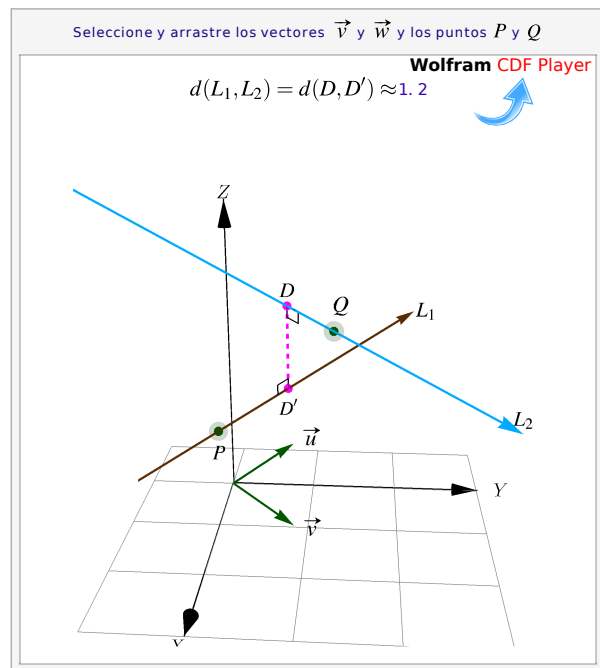 Seleccione y arrastre los vectores v⃗ y w⃗ y los puntos P y Q
Wolfram CDF Player
d(L₁,L₂) = d(D,D′) ≈1. 2
Z
D
Q
L₁
D′
L₂
P
u⃗
Y
v⃗